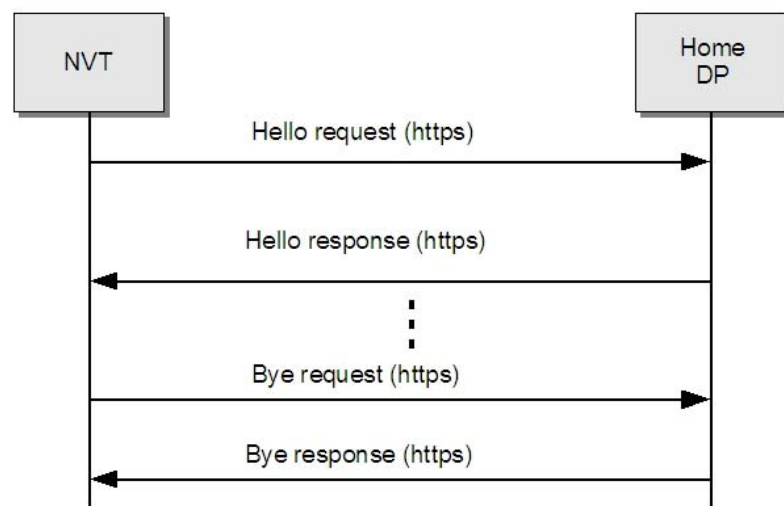 NVT
Home
DP
Hello request (https)
Hello response (https)
Bye request (https)
Bye response (https)